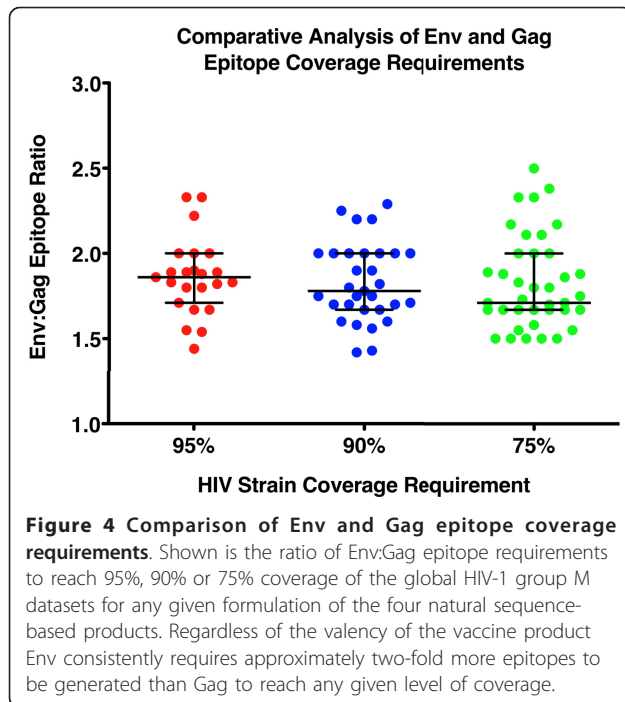 Comparative Analysis of Env and Gag
Epitope Coverage Requirements
3.0
2.5
2.0
1.5
1.0
Env:Gag Epitope Ratio
95%
90%
75%
HIV Strain Coverage Requirement
Figure 4 Comparison of Env and Gag epitope coverage
requirements. Shown is the ratio of Env:Gag epitope requirements
to reach 95%, 90% or 75% coverage of the global HIV-1 group M
datasets for any given formulation of the four natural sequence-
based products. Regardless of the valency of the vaccine product
Env consistently requires approximately two-fold more epitopes to
be generated than Gag to reach any given level of coverage.